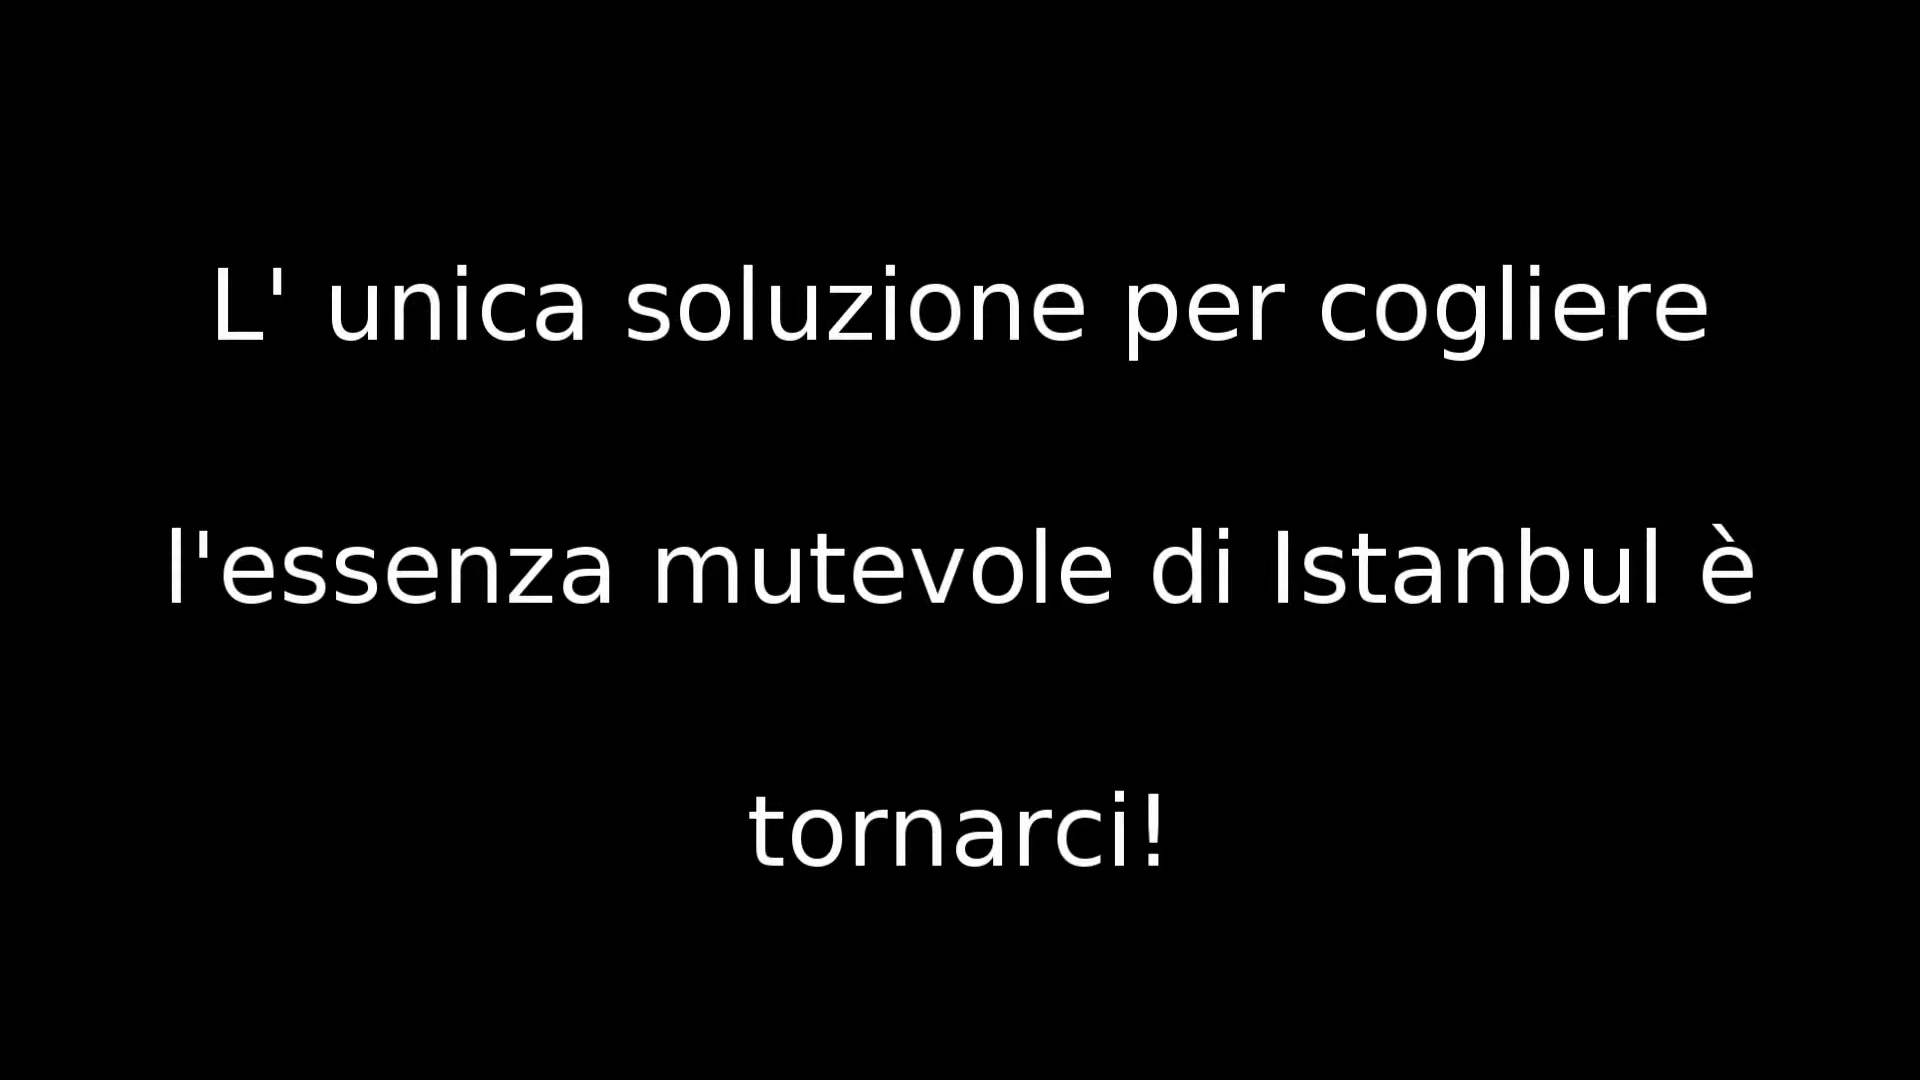 L' unica soluzione per cogliere
l'essenza mutevole di Istanbul è
tornarci!